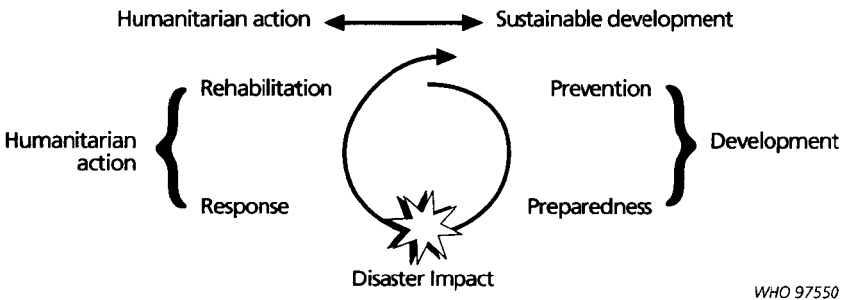 Humanitarian action
Sustainable development
Rehabilitation
Prevention
Humanitarian
action
Development
Response
Preparedness
Disaster Impact
WHO 97550